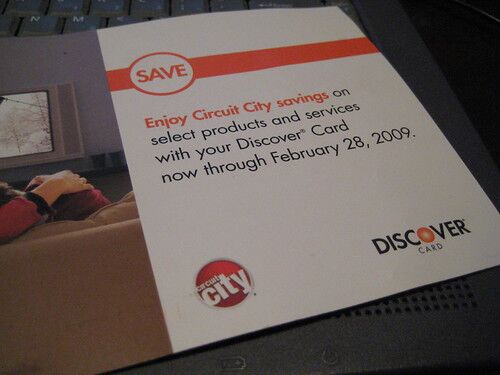 SAVE
Enjoy Circuit City savings on
select products and services
with your Discover® Card
now through February 28, 2009.
DISCOVER®
CARD
circuit
city®